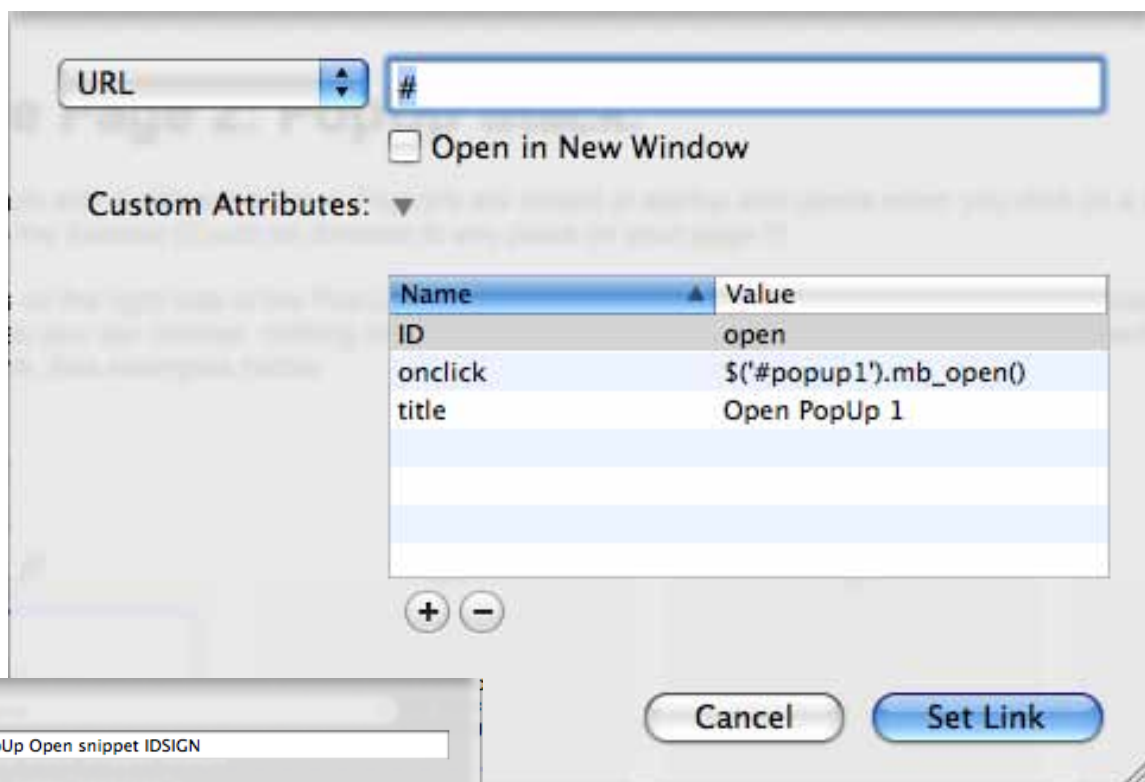 URL
#
Open in New Window
Custom Attributes:
Name Value
ID open
onclick $('#popup1').mb_open()
title Open PopUp 1
Cancel Set Link
Up Open snippet IDSIGN